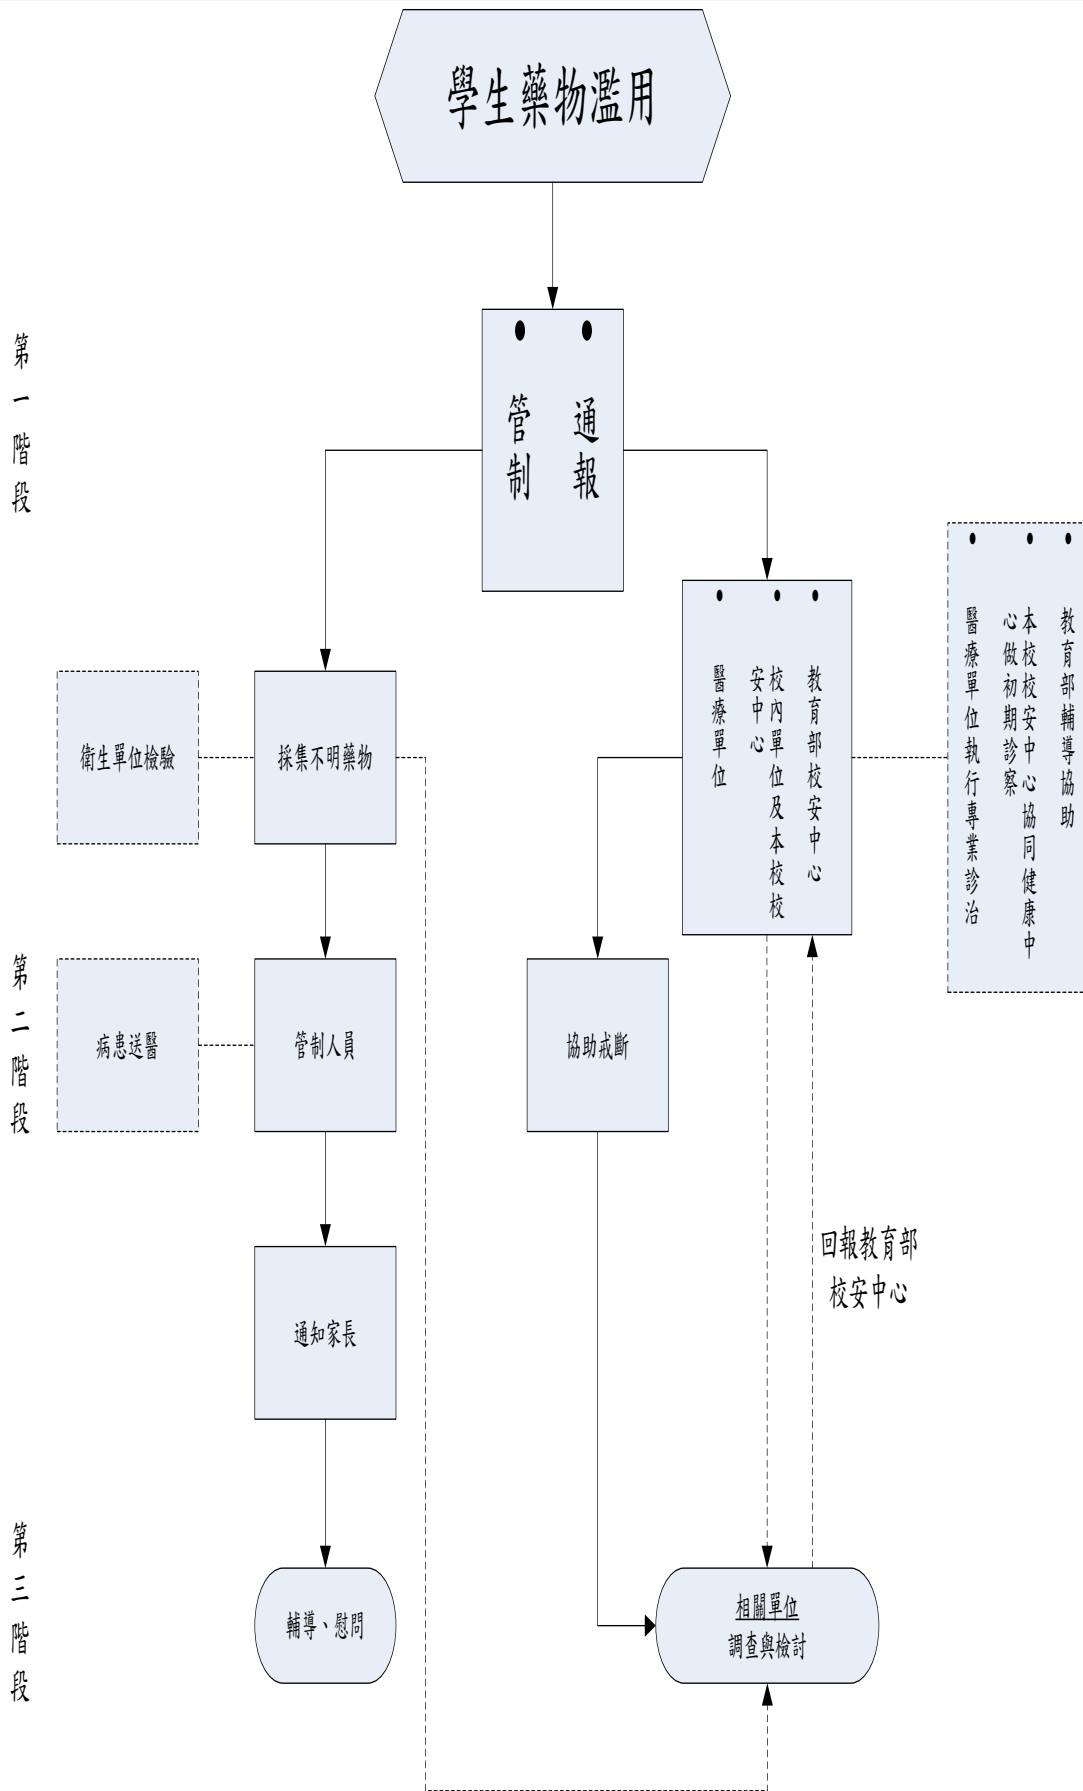 學生藥物濫用
第一階段
• 通報
• 管制
• 教育部校安中心
• 校內單位及本校校
安中心
• 醫療單位
• 教育部輔導協助
• 本校校安中心協同健康中
心做初期診察
• 醫療單位執行專業診治
衛生單位檢驗
採集不明藥物
第二階段
病患送醫
管制人員
協助戒斷
通知家長
回報教育部
校安中心
第三階段
輔導、慰問
相關單位
調查與檢討